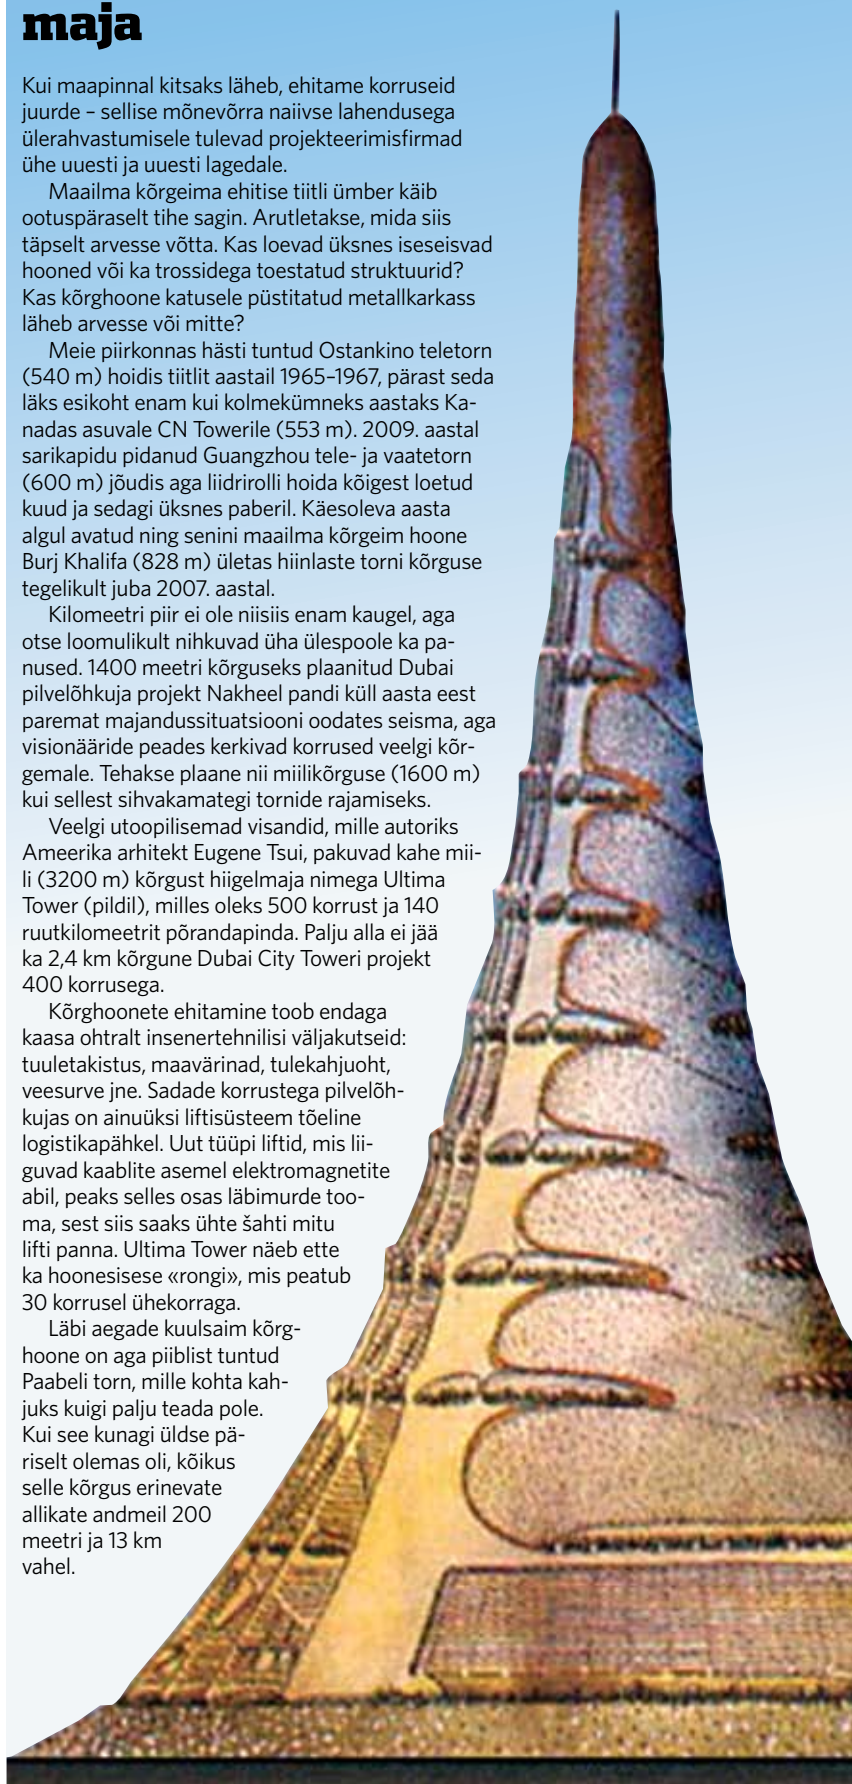 maja
Kui maapinnal kitsaks läheb, ehitame korruseid
juurde – sellise mõnevõrra naiivse lahendusega
ülerahvastumisele tulevad projekteerimisfirmad
ühe uuesti ja uuesti lagedale.
Maailma kõrgeima ehitise tiitli ümber käib
ootuspäraselt tihe sagin. Arutletakse, mida siis
täpselt arvesse võtta. Kas loevad üksnes iseseisvad
hooned või ka trossidega toestatud struktuurid?
Kas kõrghoone katusele püstitatud metallkarkass
läheb arvesse või mitte?
Meie piirkonnas hästi tuntud Ostankino teletorn
(540 m) hoidis tiitlit aastail 1965–1967, pärast seda
läks esikoht enam kui kolmekümneks aastaks Ka-
nadas asuvale CN Towerile (553 m). 2009. aastal
sarikapidu pidanud Guangzhou tele- ja vaatetorn
(600 m) jõudis aga liidrirolli hoida kõigest loetud
kuud ja sedagi üksnes paberil. Käesoleva aasta
algul avatud ning senini maailma kõrgeim hoone
Burj Khalifa (828 m) ületas hiinlaste torni kõrguse
tegelikult juba 2007. aastal.
Kilomeetri piir ei ole niisiis enam kaugel, aga
otse loomulikult nihkuvad üha ülespoole ka pa-
nused. 1400 meetri kõrguseks plaanitud Dubai
pilvelõhkuja projekt Nakheel pandi küll aasta eest
paremat majandussituatsiooni oodates seisma, aga
visionääride peades kerkivad korrused veelgi kõr-
gemale. Tehakse plaane nii miilikõrguse (1600 m)
kui sellest sihvakamategi tornide rajamiseks.
Veelgi utoopilisemad visandid, mille autoriks
Ameerika arhitekt Eugene Tsui, pakuvad kahe mii-
li (3200 m) kõrgust hiigelmaja nimega Ultima
Tower (pildil), milles oleks 500 korrust ja 140
ruutkilomeetrit põrandapinda. Palju alla ei jää
ka 2,4 km kõrgune Dubai City Toweri projekt
400 korrusega.
Kõrghoonete ehitamine toob endaga
kaasa ohtralt insenertehnilisi väljakutseid:
tuuletakistus, maavärinad, tulekahjuoht,
veesurve jne. Sadade korrustega pilvelõh-
kujas on ainuüksi liftisüsteem tõeline
logistikapähkel. Uut tüüpi liftid, mis lii-
guvad kaablite asemel elektromagnetite
abil, peaks selles osas läbimurde too-
ma, sest siis saaks ühte šahti mitu
lifti panna. Ultima Tower näeb ette
ka hoonesisese «rongi», mis peatub
30 korrusel ühekorraga.
Läbi aegade kuulsaim kõrg-
hoone on aga piiblist tuntud
Paabeli torn, mille kohta kah-
juks kuigi palju teada pole.
Kui see kunagi üldse pä-
riselt olemas oli, kõikus
selle kõrgus erinevate
allikate andmeil 200
meetri ja 13 km
vahel.